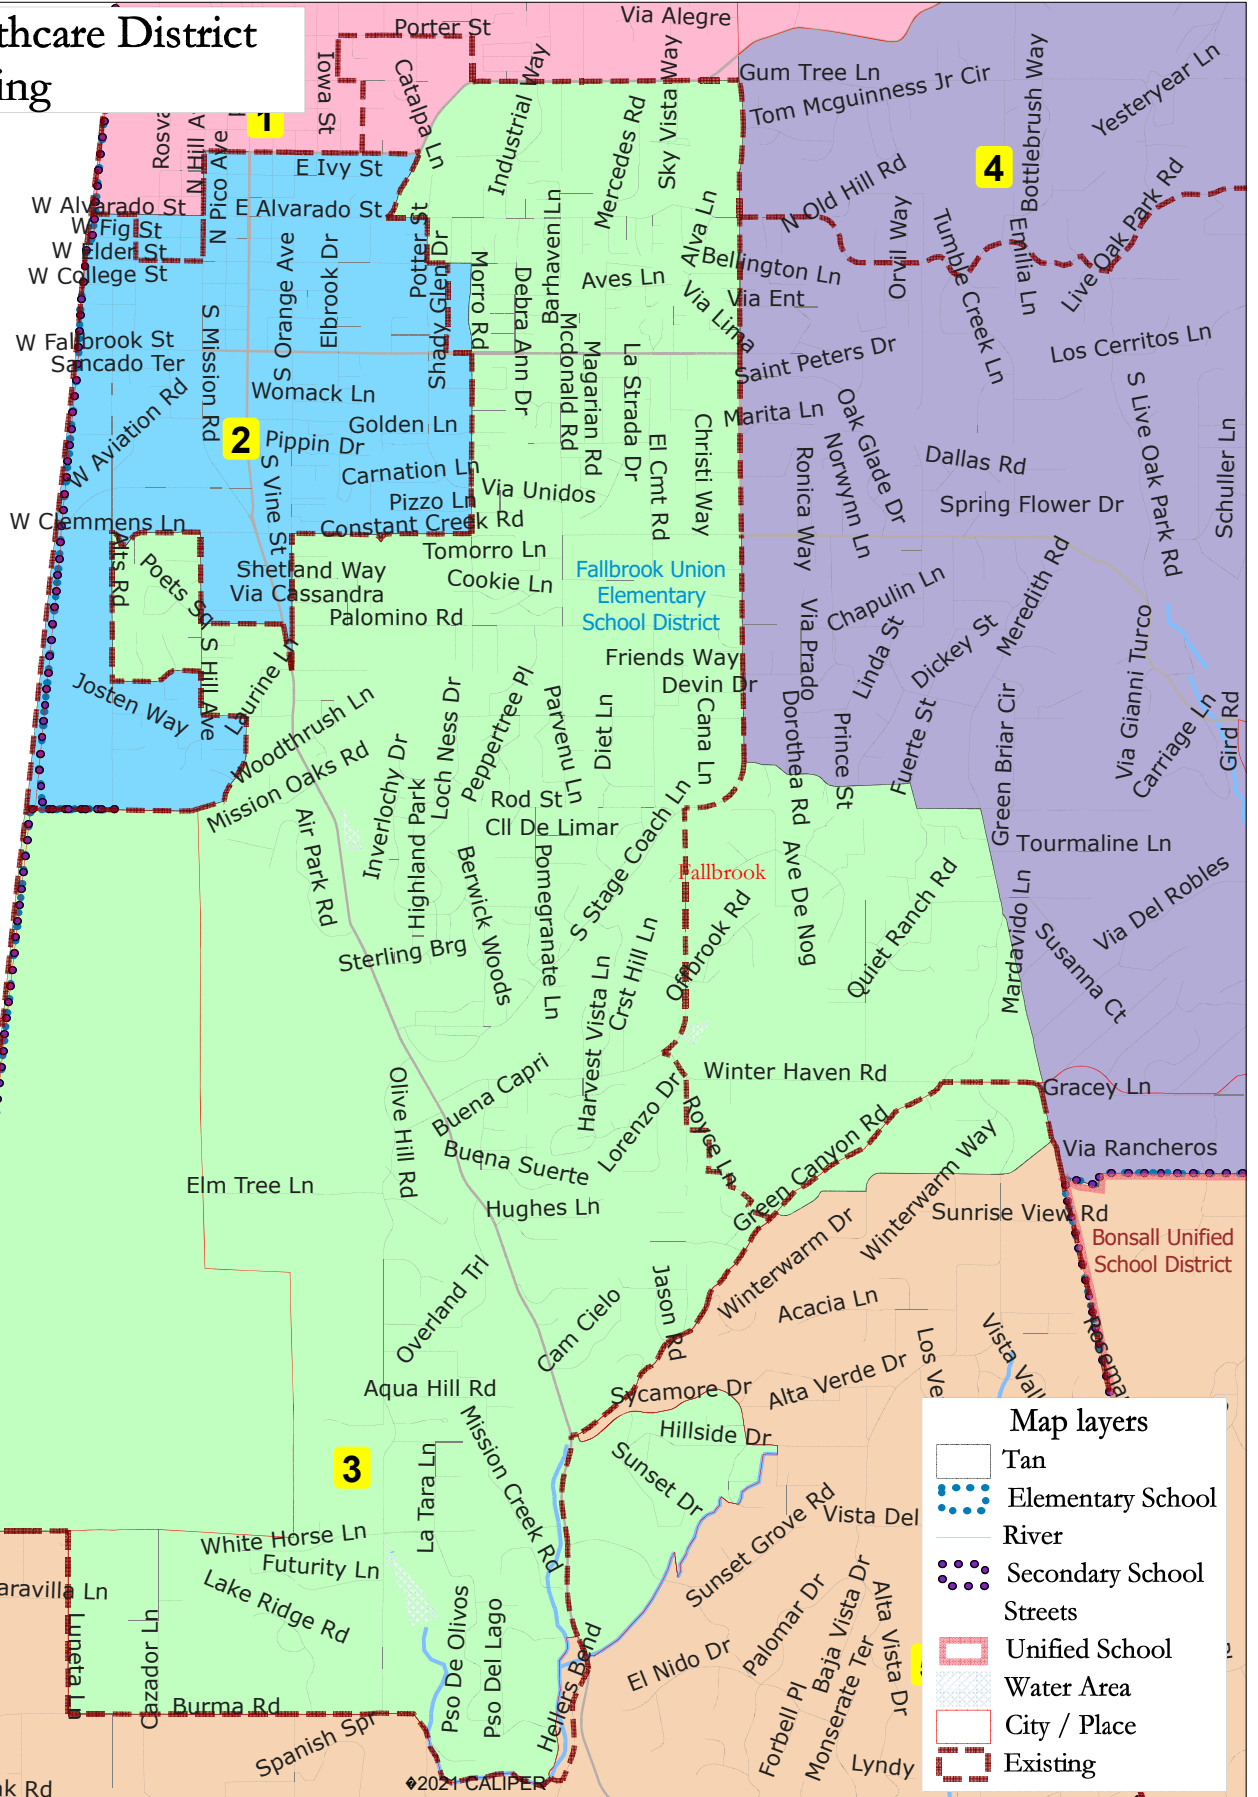 thcare District
ing
Porter St
Via Alegre
Iowa St
Catalpa Ln
Industrial Way
Mercedes Rd
Sky Vista Way
Gum Tree Ln
Tom Mcguinness Jr Cir
Bottlebrush Way
Yesteryear Ln
1
Rosva
N Hill A
N Pico Ave
E Ivy St
4
N Old Hill Rd
W Alvarado St
E Alvarado St
W Fig St
W Elder St
W College St
Potter St
Shady Glen Dr
Morro Rd
Debra Ann Dr
Barhaven Ln
Aves Ln
Alva Ln
Bellington Ln
Via Ent
Via Lima
Orvil Way
Tumble Creek Ln
Emilia Ln
Live Oak Park Rd
S Orange Ave
Elbrook Dr
S Mission Rd
W Fallbrook St
Sancado Ter
Womack Ln
Golden Ln
Mcdonald Rd
Magarian Rd
La Strada Dr
El Cmt Rd
Christi Way
Saint Peters Dr
Los Cerritos Ln
Marita Ln
Oak Glade Dr
Norwynn Ln
Ronica Way
Dallas Rd
Spring Flower Dr
S Live Oak Park Rd
Schuller Ln
W Aviation Rd
2
Pippin Dr
Carnation Ln
Pizzo Ln
Via Unidos
S Vine St
W Clemmens Ln
Constant Creek Rd
Alts Rd
Poets Sq
Tomorro Ln
Shetland Way
Via Cassandra
Cookie Ln
Palomino Rd
Fallbrook Union
Elementary
School District
Chapulin Ln
Meredith Rd
Via Prado
Linda St
Dickey St
Friends Way
Devin Dr
S Hill Ave
Laurine Ln
Josten Way
Woodthrush Ln
Mission Oaks Rd
Loch Ness Dr
Peppertree Pl
Parvenu Ln
Diet Ln
Cana Ln
Dorothea Rd
Prince St
Fuerte St
Green Briar Cir
Via Gianni Turco
Carriage Ln
Gird Rd
Air Park Rd
Inverlochy Dr
Highland Park
Rod St
Cll De Limar
S Stage Coach Ln
Tourmaline Ln
Fallbrook
Berwick Woods
Pomegranate Ln
Ave De Nog
Quiet Ranch Rd
Mardavido Ln
Via Del Robles
Susanna Ct
Sterling Brg
Harvest Vista Ln
Crst Hill Ln
Olive Hill Rd
Buena Capri
Lorenzo Dr
Winter Haven Rd
Gracey Ln
Royce Ln
Buena Suerte
Green Canyon Rd
Via Rancheros
Elm Tree Ln
Hughes Ln
Winterwarm Way
Winterwarm Dr
Sunrise View Rd
Bonsall Unified
School District
Overland Trl
Cam Cielo
Jason Rd
Acacia Ln
Los Ve
Vista Vall
Rosema
Aqua Hill Rd
Sycamore Dr
Alta Verde Dr
Hillside Dr
Sunset Dr
3
La Tara Ln
Mission Creek Rd
White Horse Ln
Futurity Ln
Lake Ridge Rd
Sunset Grove Rd
Vista Del
aravilla Ln
Luneta Ln
Cazador Ln
Burma Rd
Spanish Spr
Pso De Olivos
Pso Del Lago
Hellers Bend
El Nido Dr
Palomar Dr
Baja Vista Dr
Alta Vista Dr
Monserate Ter
Forbell Pl
Lyndy
ak Rd
�2021 CALIPER
Map layers
Tan
Elementary School
River
Secondary School
Streets
Unified School
Water Area
City / Place
Existing